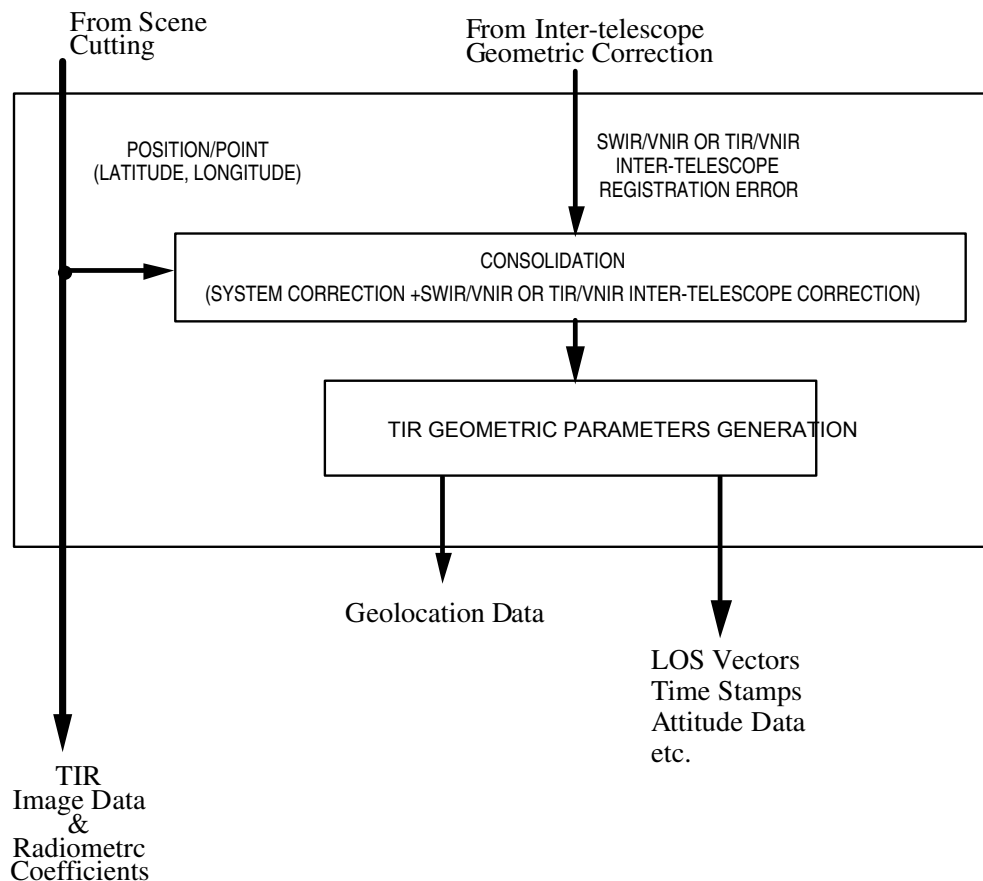 From Scene
Cutting
From Inter-telescope
Geometric Correction
POSITION/POINT
(LATITUDE, LONGITUDE)
SWIR/VNIR OR TIR/VNIR
INTER-TELESCOPE
REGISTRATION ERROR
CONSOLIDATION
(SYSTEM CORRECTION +SWIR/VNIR OR TIR/VNIR INTER-TELESCOPE CORRECTION)
TIR GEOMETRIC PARAMETERS GENERATION
Geolocation Data
LOS Vectors
Time Stamps
Attitude Data
etc.
TIR
Image Data
&
Radiometrc
Coefficients